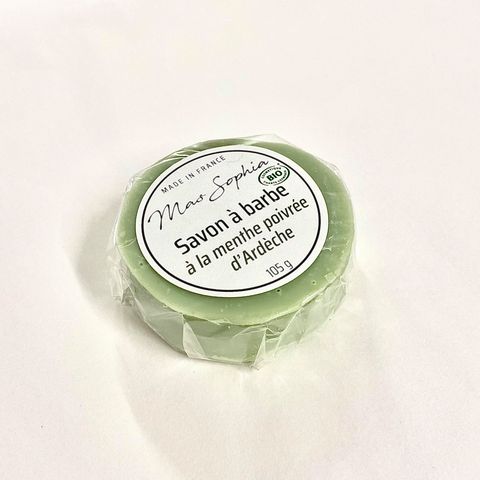 MADE IN FRANCE
Mas Sophia
BIO
Savon à barbe
à la menthe poivrée
d'Ardèche
105 g